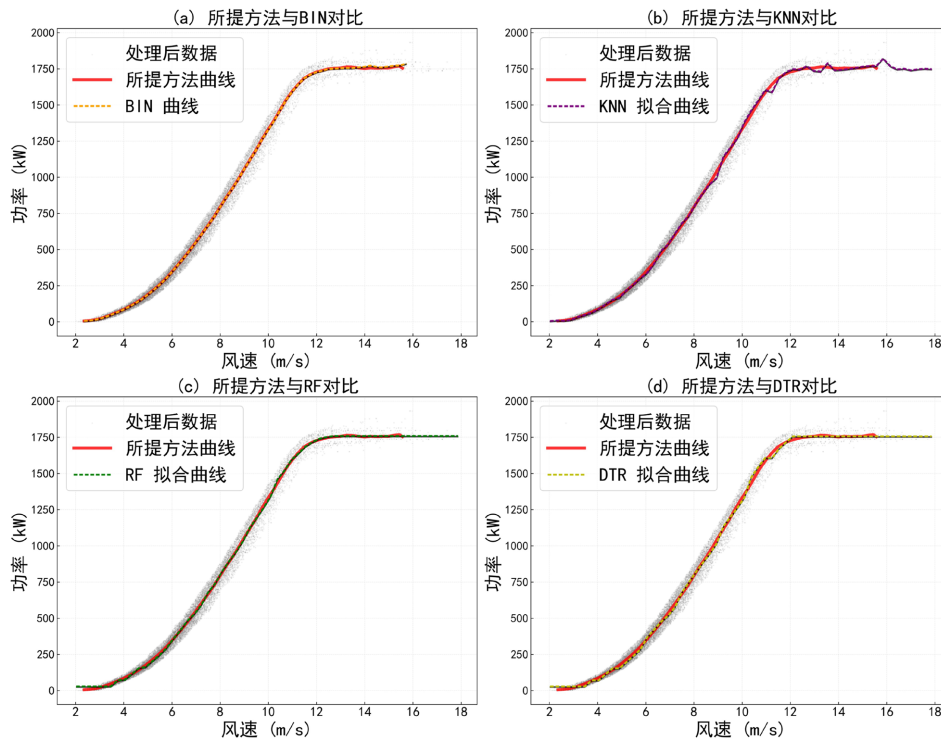 (a) 所提方法与BIN对比
处理后数据
所提方法曲线
BIN 曲线
功率 (kW)
2000
1750
1500
1250
1000
750
500
250
0
2 4 6 8 10 12 14 16 18
风速 (m/s)
(b) 所提方法与KNN对比
处理后数据
所提方法曲线
KNN 拟合曲线
功率 (kW)
2000
1750
1500
1250
1000
750
500
250
0
2 4 6 8 10 12 14 16 18
风速 (m/s)
(c) 所提方法与RF对比
处理后数据
所提方法曲线
RF 拟合曲线
功率 (kW)
2000
1750
1500
1250
1000
750
500
250
0
2 4 6 8 10 12 14 16 18
风速 (m/s)
(d) 所提方法与DTR对比
处理后数据
所提方法曲线
DTR 拟合曲线
功率 (kW)
2000
1750
1500
1250
1000
750
500
250
0
2 4 6 8 10 12 14 16 18
风速 (m/s)